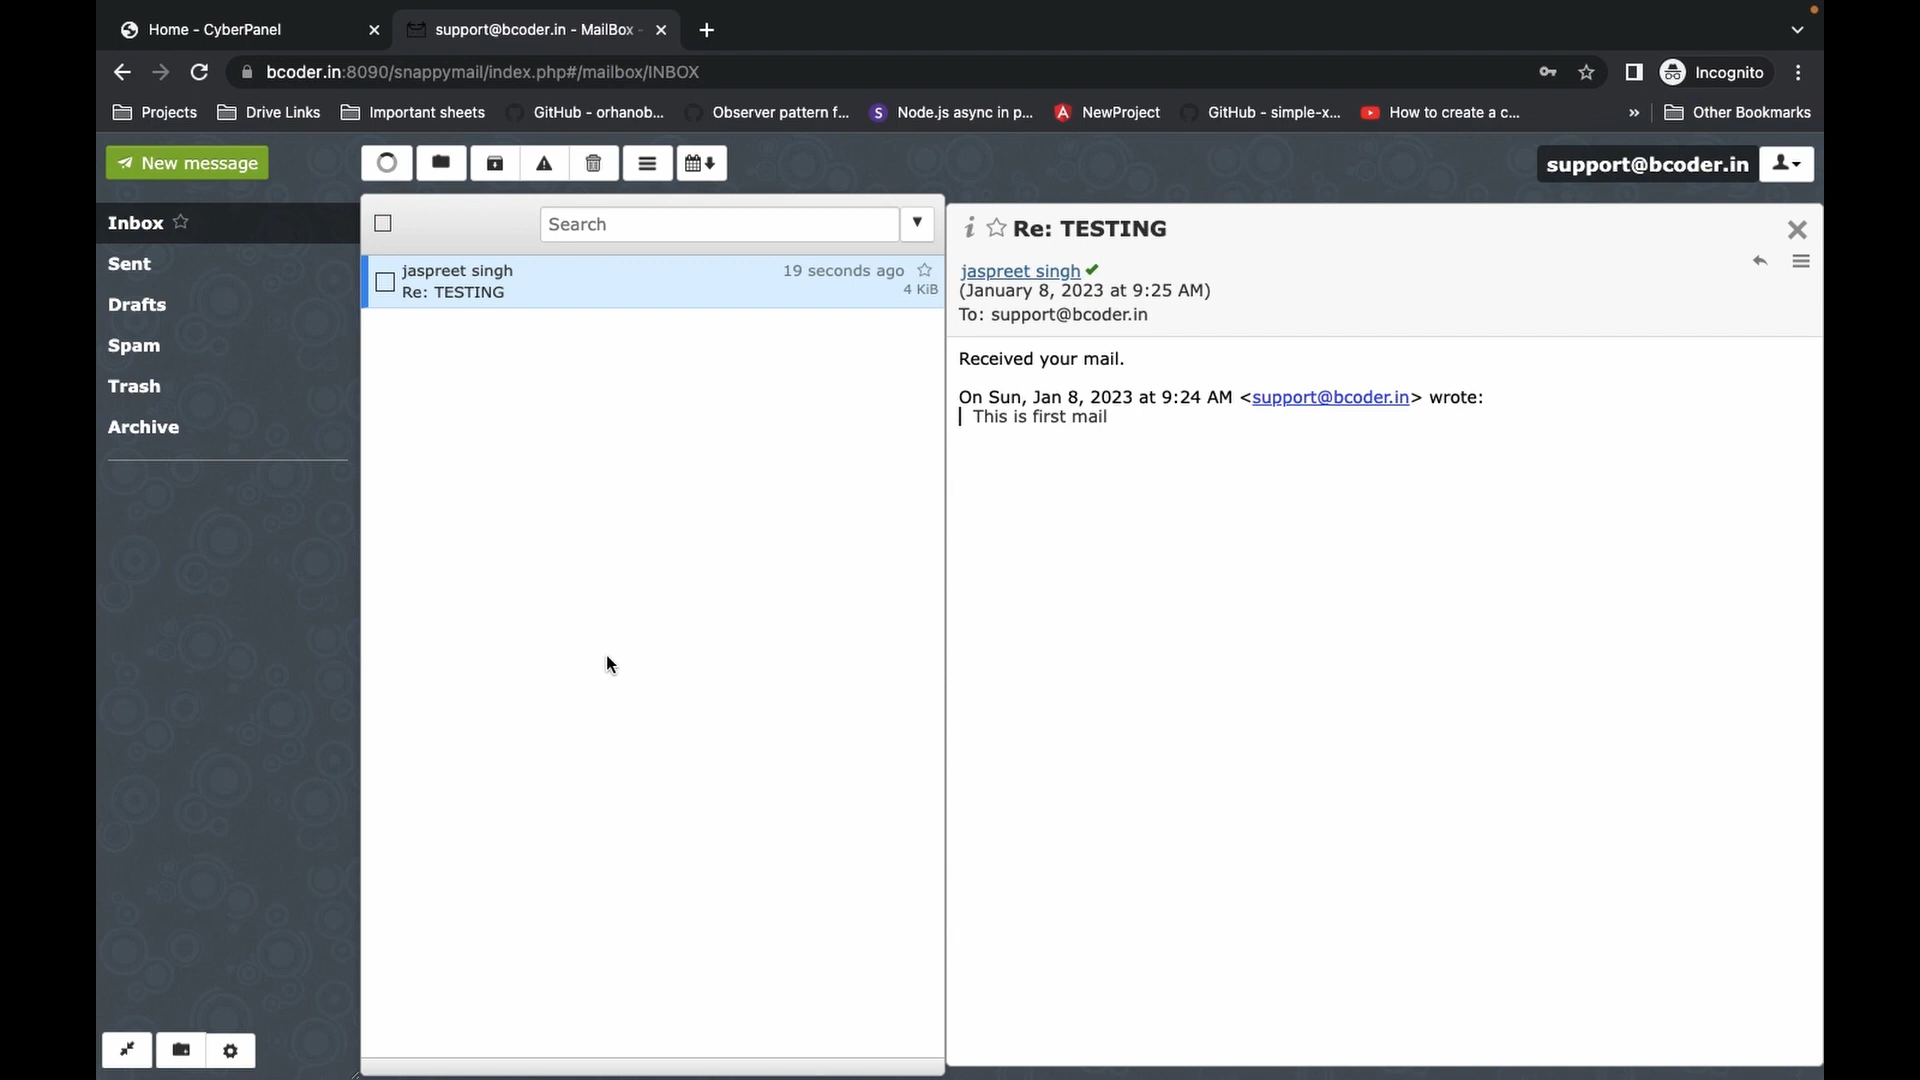 Home - CyberPanel
support@bcoder.in - MailBox -
bcoder.in:8090/snappymail/index.php#/mailbox/INBOX
Incognito
Projects
Drive Links
Important sheets
GitHub - orhanob...
Observer pattern f...
S
Node.js async in p...
A
NewProject
GitHub - simple-x...
How to create a c...
»
Other Bookmarks
New message
support@bcoder.in
Inbox
Sent
Drafts
Spam
Trash
Archive
Search
jaspreet singh
19 seconds ago
Re: TESTING
4 KiB
i
Re: TESTING
jaspreet singh
(January 8, 2023 at 9:25 AM)
To: support@bcoder.in
Received your mail.
On Sun, Jan 8, 2023 at 9:24 AM <support@bcoder.in> wrote:
This is first mail